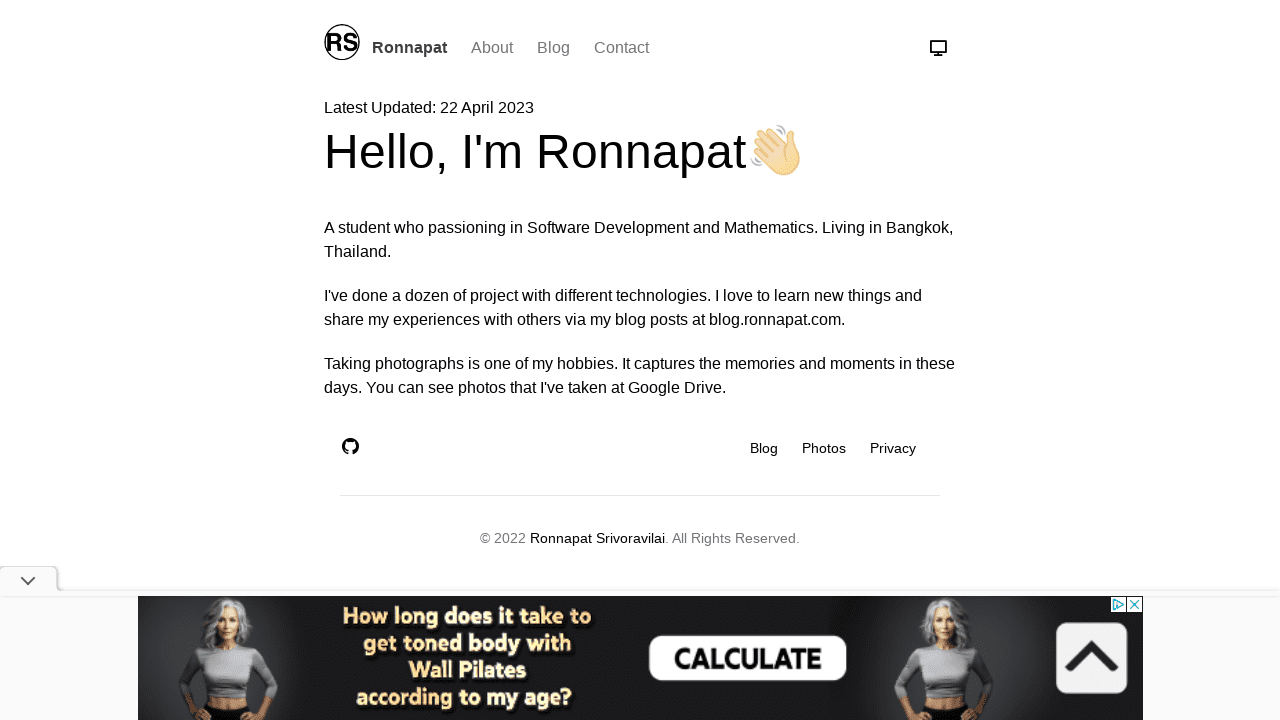 RS Ronnapat About Blog Contact
Latest Updated: 22 April 2023
Hello, I'm Ronnapat
A student who passioning in Software Development and Mathematics. Living in Bangkok,
Thailand.
I've done a dozen of project with different technologies. I love to learn new things and
share my experiences with others via my blog posts at blog.ronnapat.com.
Taking photographs is one of my hobbies. It captures the memories and moments in these
days. You can see photos that I've taken at Google Drive.
Blog Photos Privacy
© 2022 Ronnapat Srivoravilai. All Rights Reserved.
How long does it take to
get toned body with
Wall Pilates
according to my age?
CALCULATE